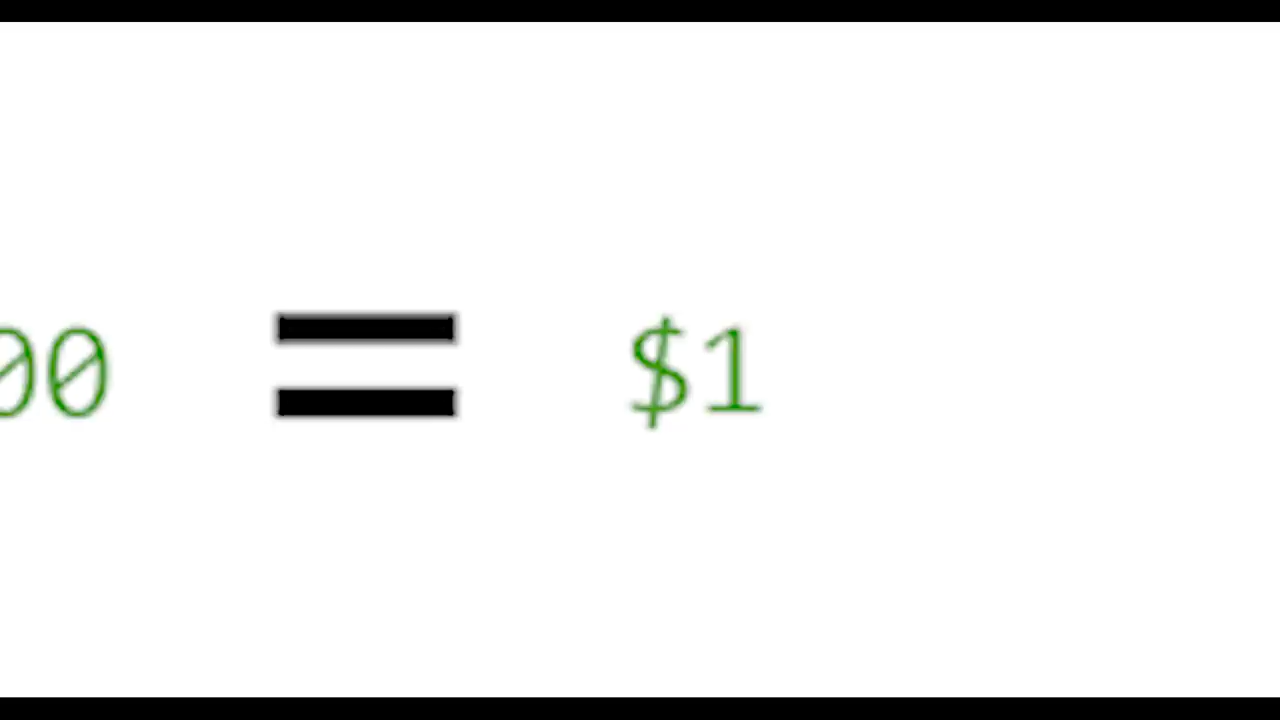 00 = $1